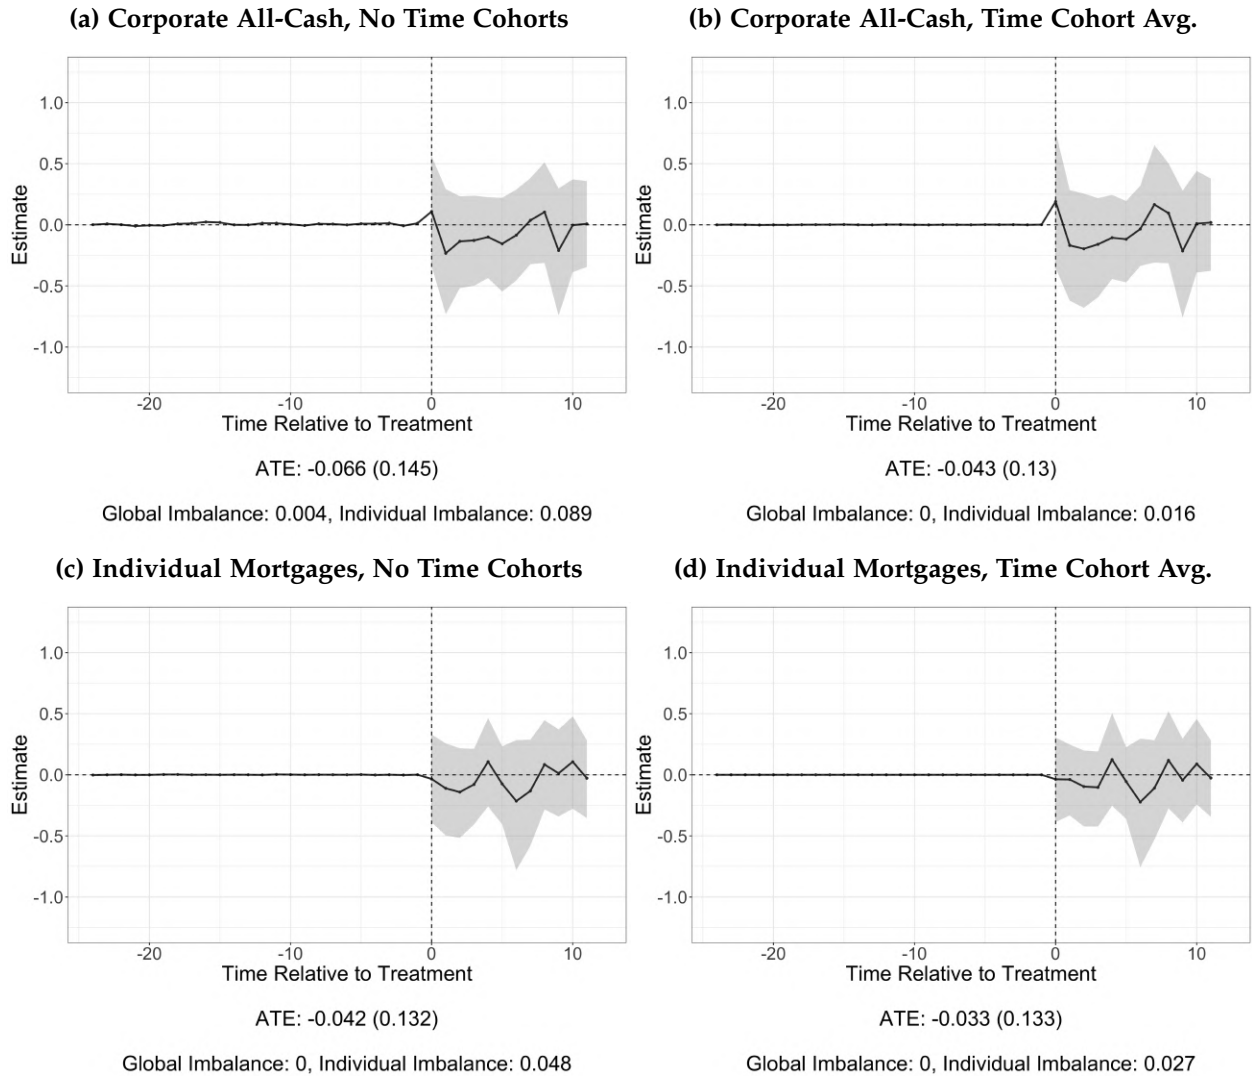 (a) Corporate All-Cash, No Time Cohorts
1.0
0.5
0.0
-0.5
-1.0
Estimate
-20
-10
0
10
Time Relative to Treatment
ATE: -0.066 (0.145)
Global Imbalance: 0.004, Individual Imbalance: 0.089
(b) Corporate All-Cash, Time Cohort Avg.
1.0
0.5
0.0
-0.5
-1.0
Estimate
-20
-10
0
10
Time Relative to Treatment
ATE: -0.043 (0.13)
Global Imbalance: 0, Individual Imbalance: 0.016
(c) Individual Mortgages, No Time Cohorts
1.0
0.5
0.0
-0.5
-1.0
Estimate
-20
-10
0
10
Time Relative to Treatment
ATE: -0.042 (0.132)
Global Imbalance: 0, Individual Imbalance: 0.048
(d) Individual Mortgages, Time Cohort Avg.
1.0
0.5
0.0
-0.5
-1.0
Estimate
-20
-10
0
10
Time Relative to Treatment
ATE: -0.033 (0.133)
Global Imbalance: 0, Individual Imbalance: 0.027